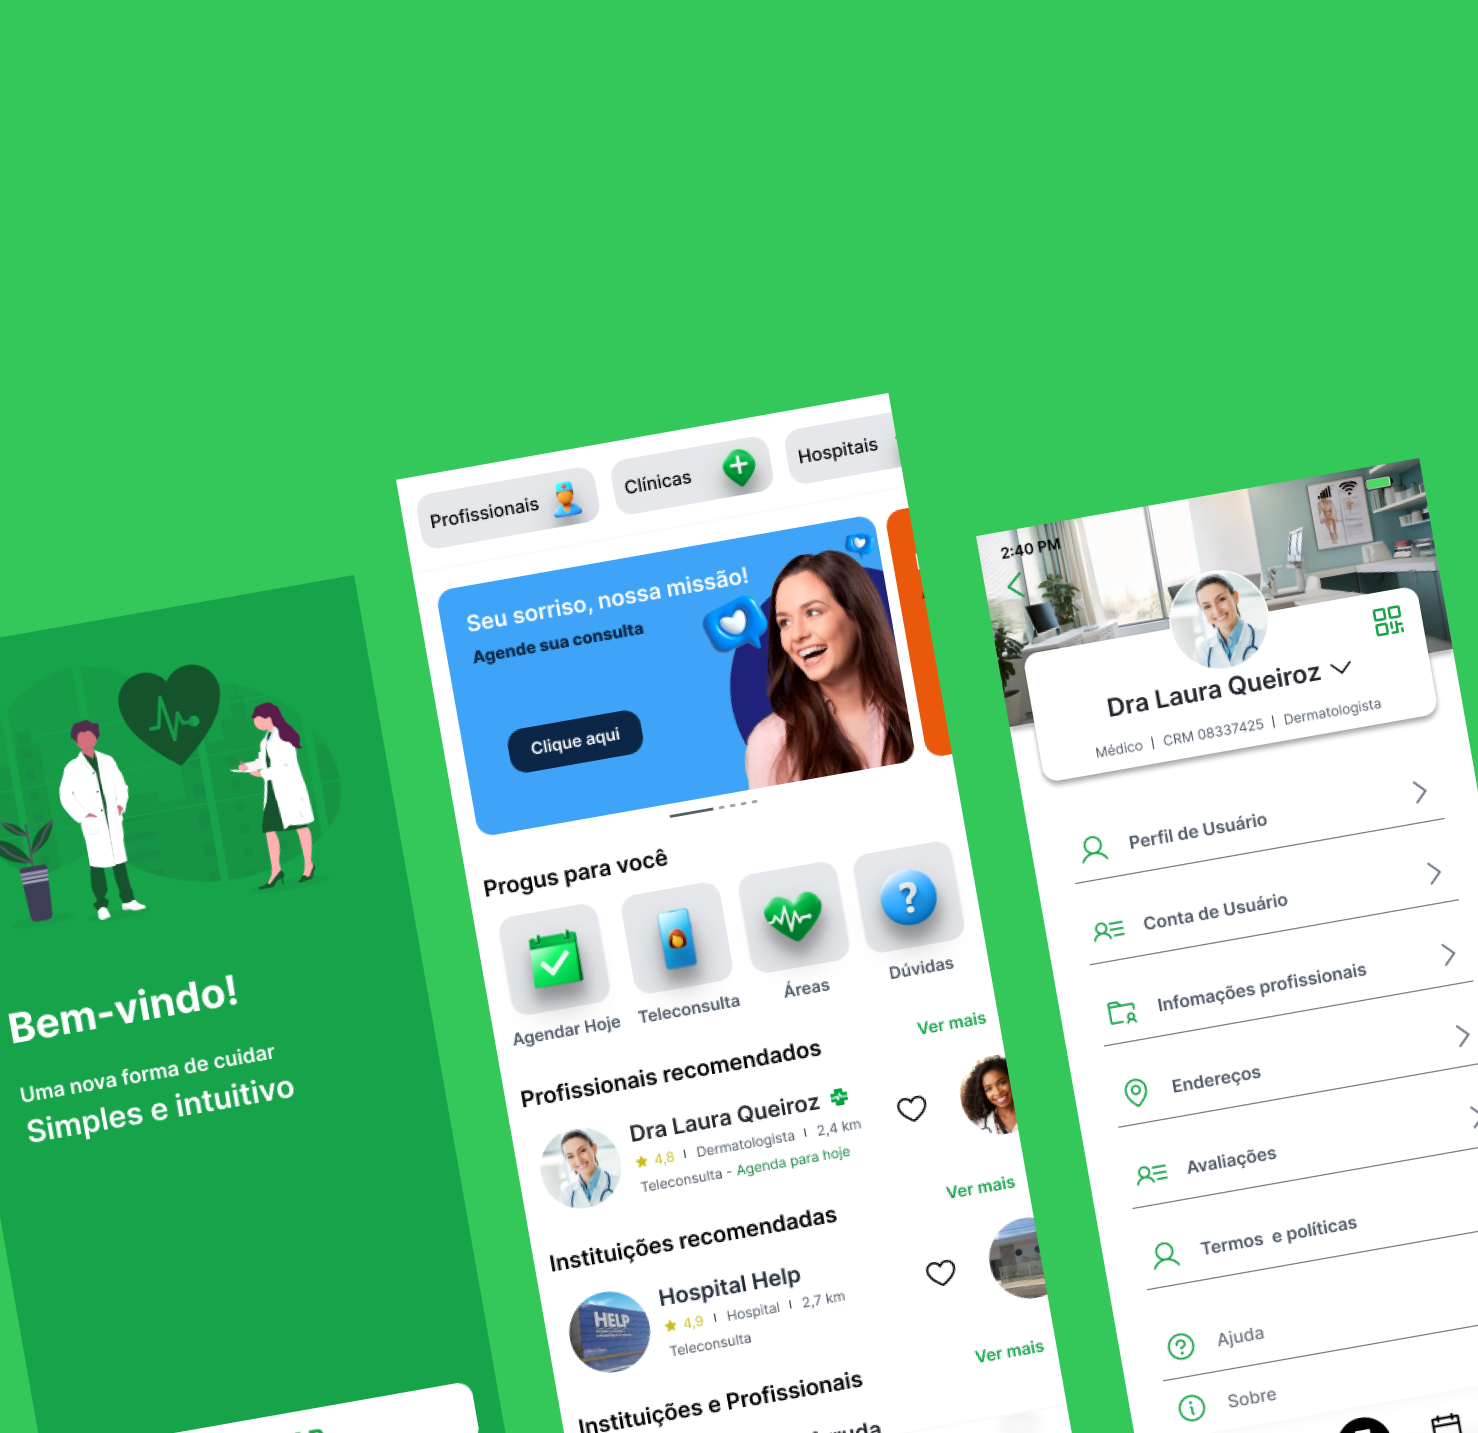 Bem-vindo!
Uma nova forma de cuidar
Simples e intuitivo
Profissionais
Clínicas
Hospitais
Seu sorriso, nossa missão!
Agende sua consulta
Clique aqui
Progus para você
Agendar Hoje
Teleconsulta
Áreas
Dúvidas
Profissionais recomendados
Ver mais
Dra Laura Queiroz
4,8 | Dermatologista | 2,4 km
Teleconsulta - Agenda para hoje
Instituições recomendadas
Ver mais
Hospital Help
4,9 | Hospital | 2,7 km
Teleconsulta
HELP
Instituições e Profissionais
Ver mais
2:40 PM
Dra Laura Queiroz
Médico | CRM 08337425 | Dermatologista
Perfil de Usuário
Conta de Usuário
Infomações profissionais
Endereços
Avaliações
Termos e políticas
Ajuda
Sobre